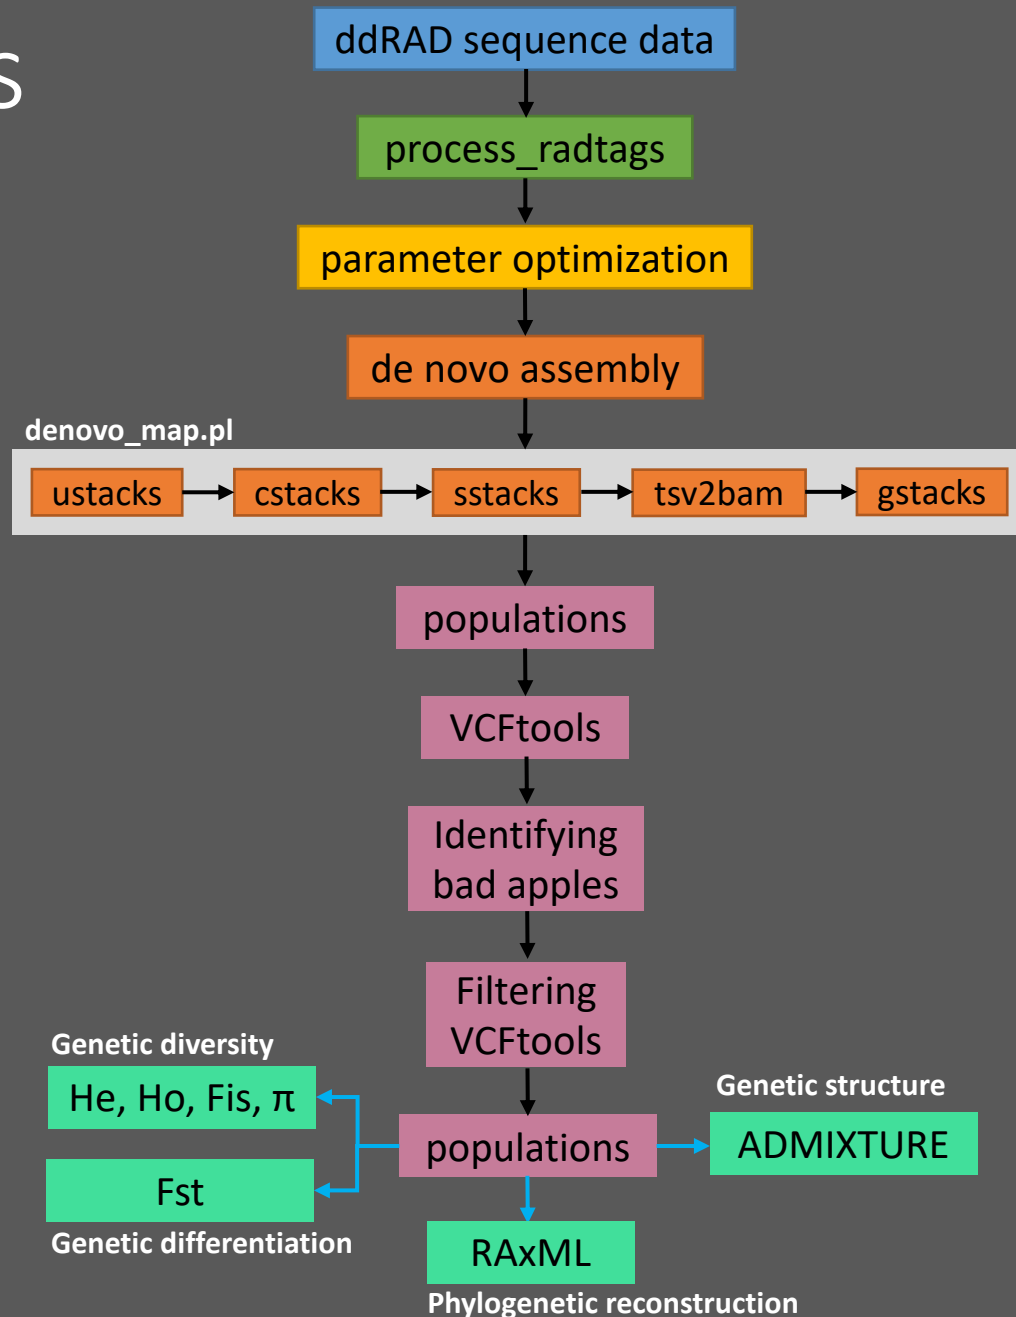 S
ddRAD sequence data
process_radtags
parameter optimization
de novo assembly
denovo_map.pl
ustacks
cstacks
sstacks
tsv2bam
gstacks
populations
VCFtools
Identifying
bad apples
Filtering
VCFtools
Genetic diversity
He, Ho, Fis, π
Genetic structure
populations
ADMIXTURE
Fst
Genetic differentiation
RAxML
Phylogenetic reconstruction